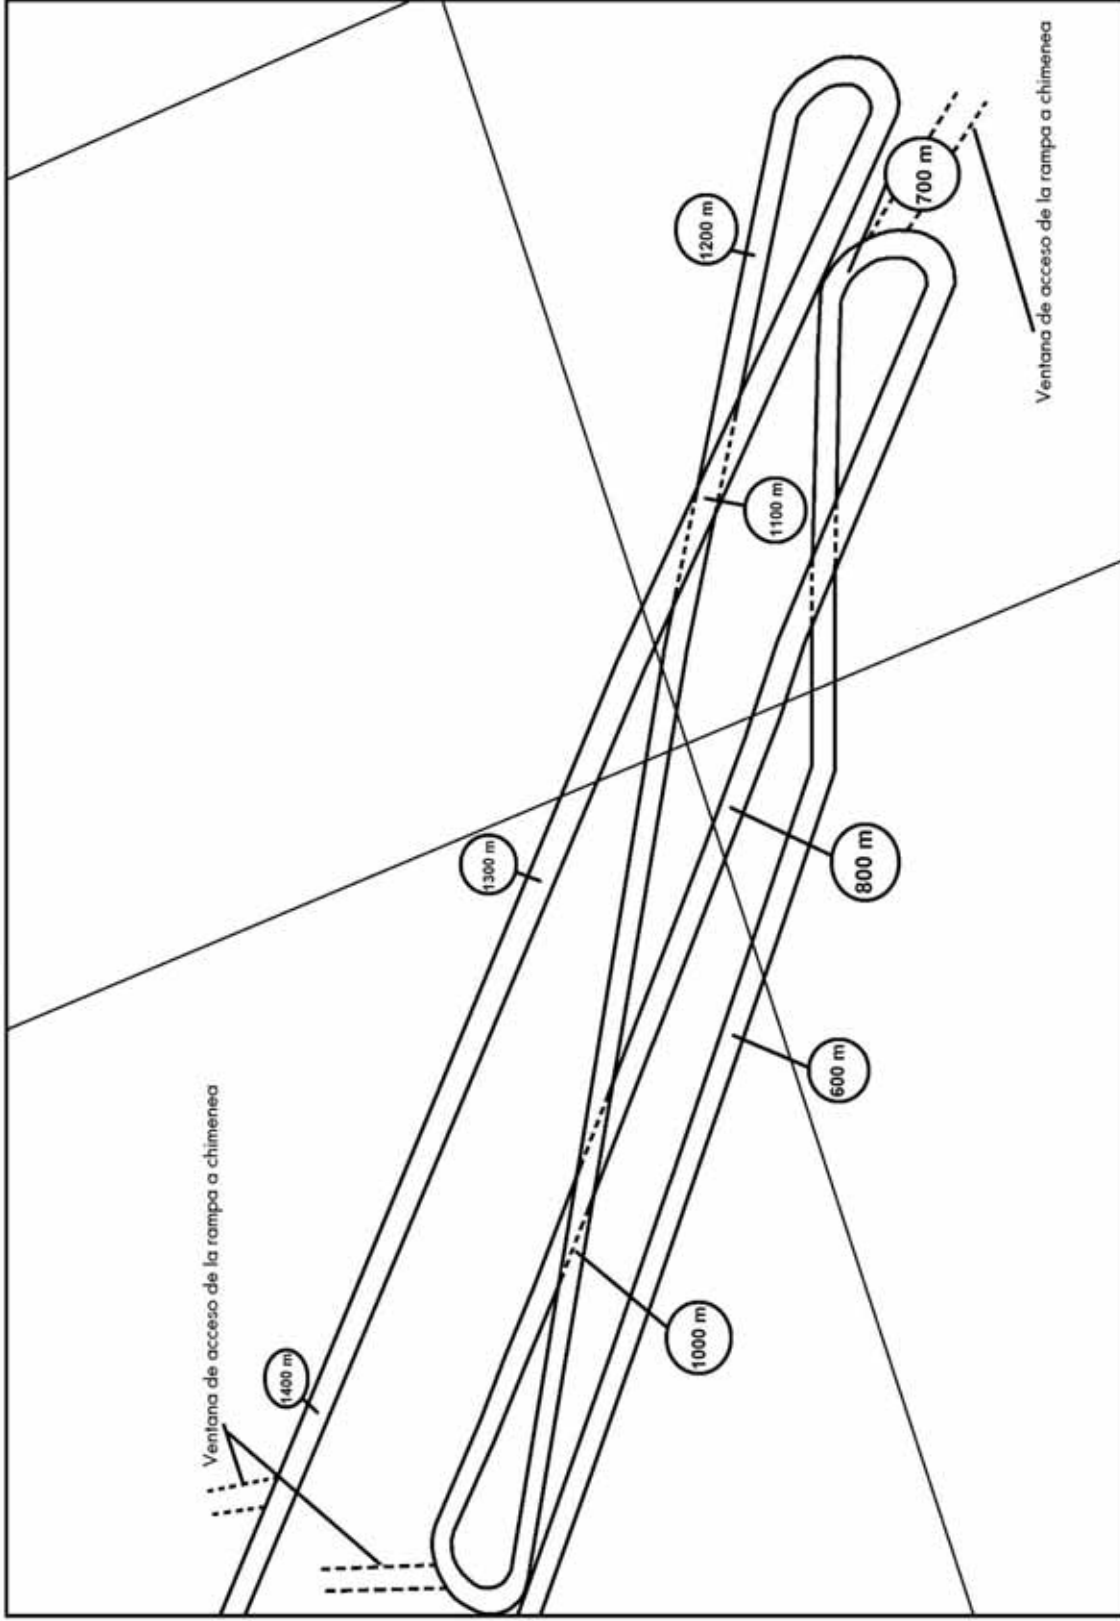 Ventana de acceso de la rampa a chimenea
1400 m
1300 m
1200 m
1100 m
1000 m
800 m
600 m
700 m
Ventana de acceso de la rampa a chimenea